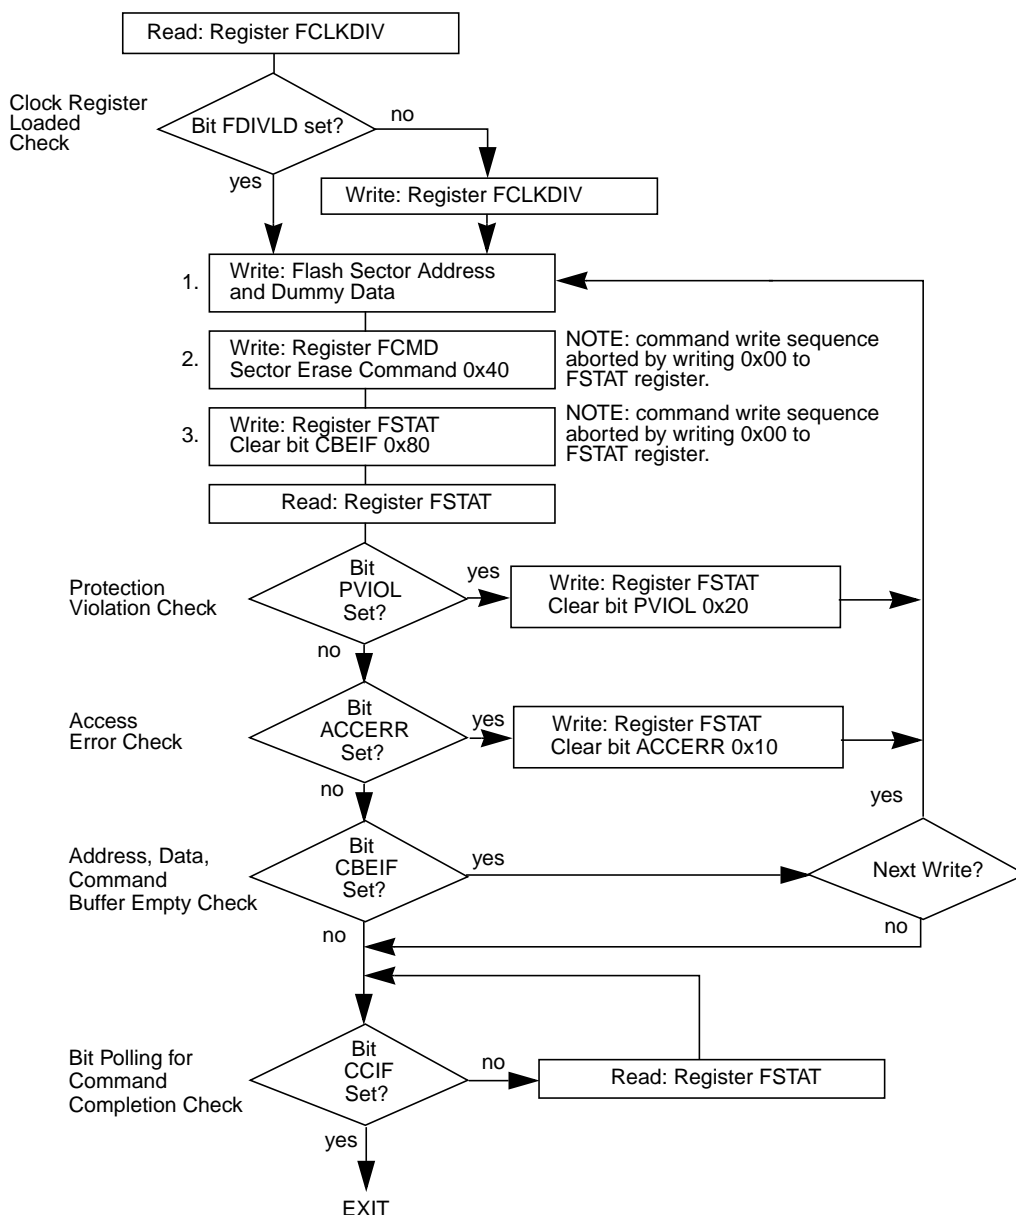 Read: Register FCLKDIV
Clock Register
Loaded
Check
Bit FDIVLD set?
no
yes
Write: Register FCLKDIV
1.
Write: Flash Sector Address
and Dummy Data
2.
Write: Register FCMD
Sector Erase Command 0x40
NOTE: command write sequence
aborted by writing 0x00 to
FSTAT register.
3.
Write: Register FSTAT
Clear bit CBEIF 0x80
NOTE: command write sequence
aborted by writing 0x00 to
FSTAT register.
Read: Register FSTAT
Protection
Violation Check
Bit
PVIOL
Set?
yes
Write: Register FSTAT
Clear bit PVIOL 0x20
no
Access
Error Check
Bit
ACCERR
Set?
yes
Write: Register FSTAT
Clear bit ACCERR 0x10
no
yes
Address, Data,
Command
Buffer Empty Check
Bit
CBEIF
Set?
yes
Next Write?
no
no
Bit Polling for
Command
Completion Check
Bit
CCIF
Set?
no
Read: Register FSTAT
yes
EXIT